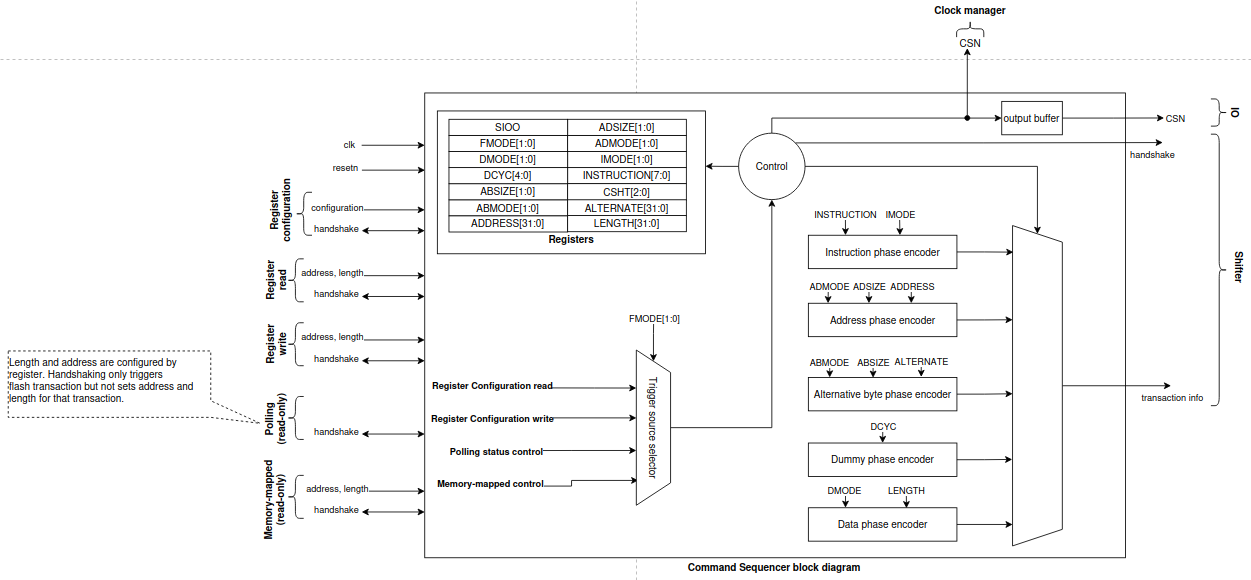 Clock manager
CSN
IO
output buffer
CSN
handshake
Control
SIOO ADSIZE[1:0]
FMODE[1:0] ADMODE[1:0]
DMODE[1:0] IMODE[1:0]
DCYC[4:0] INSTRUCTION[7:0]
ABSIZE[1:0] CSHT[2:0]
ABMODE[1:0] ALTERNATE[31:0]
ADDRESS[31:0] LENGTH[31:0]
Registers
clk
resetn
Register
configuration
configuration
handshake
Register
read
address, length
handshake
Register
write
address, length
handshake
Length and address are configured by
register. Handshaking only triggers
flash transaction but not sets address and
length for that transaction.
Polling
(read-only)
handshake
Memory-mapped
(read-only)
address, length
handshake
FMODE[1:0]
Register Configuration read
Register Configuration write
Polling status control
Memory-mapped control
Trigger source selector
INSTRUCTION IMODE
Instruction phase encoder
ADMODE ADSIZE ADDRESS
Address phase encoder
ABMODE ABSIZE ALTERNATE
Alternative byte phase encoder
DCYC
Dummy phase encoder
DMODE LENGTH
Data phase encoder
Shifter
transaction info
Command Sequencer block diagram